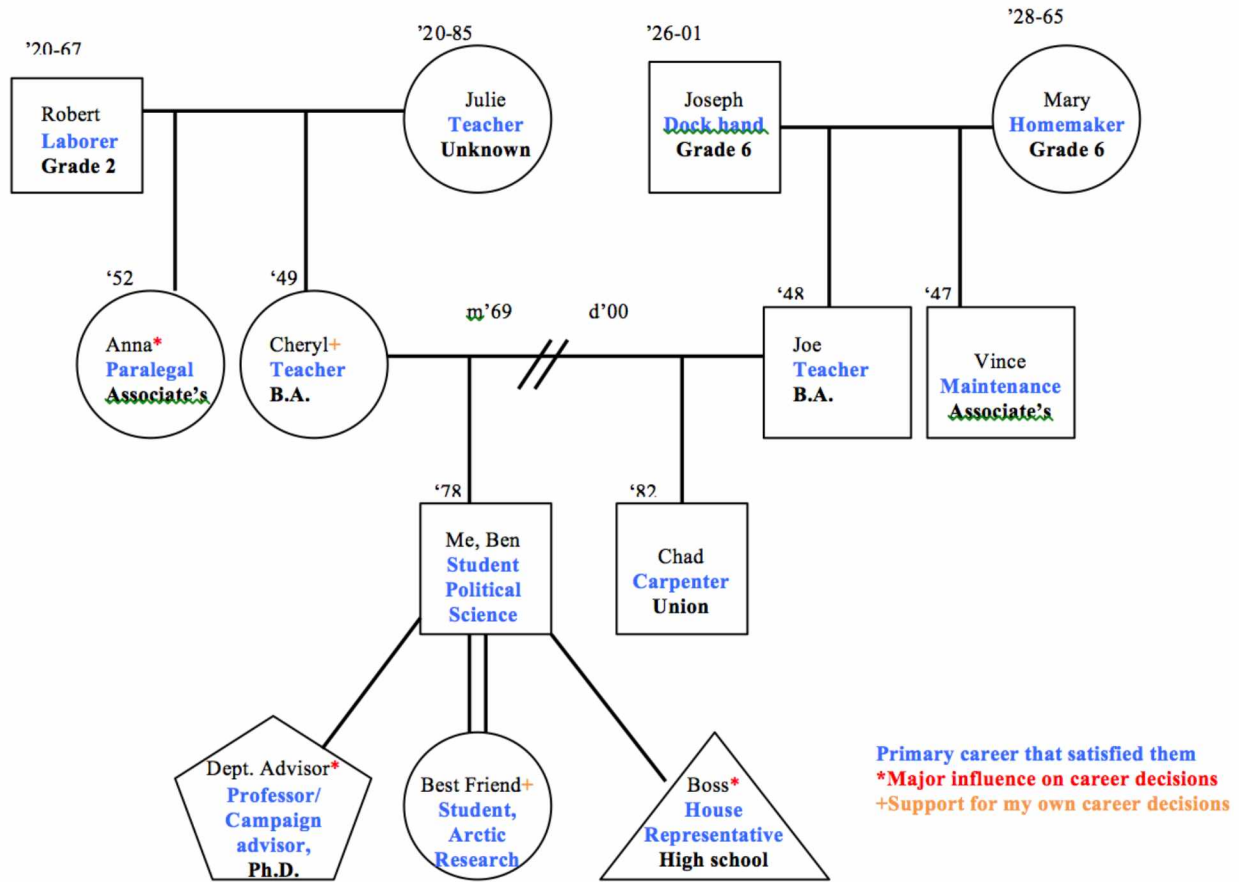 '20-67
'20-85
'26-01
'28-65
Robert
Laborer
Grade 2
Julie
Teacher
Unknown
Joseph
Dock hand
Grade 6
Mary
Homemaker
Grade 6
‘52
‘49
m’69
d’00
‘48
‘47
Anna*
Paralegal
Associate’s
Cheryl+
Teacher
B.A.
Joe
Teacher
B.A.
Vince
Maintenance
Associate’s
‘78
‘82
Me, Ben
Student
Political
Science
Chad
Carpenter
Union
Dept. Advisor*
Professor/
Campaign
advisor,
Ph.D.
Best Friend+
Student,
Arctic
Research
Boss*
House
Representative
High school
Primary career that satisfied them
*Major influence on career decisions
+Support for my own career decisions